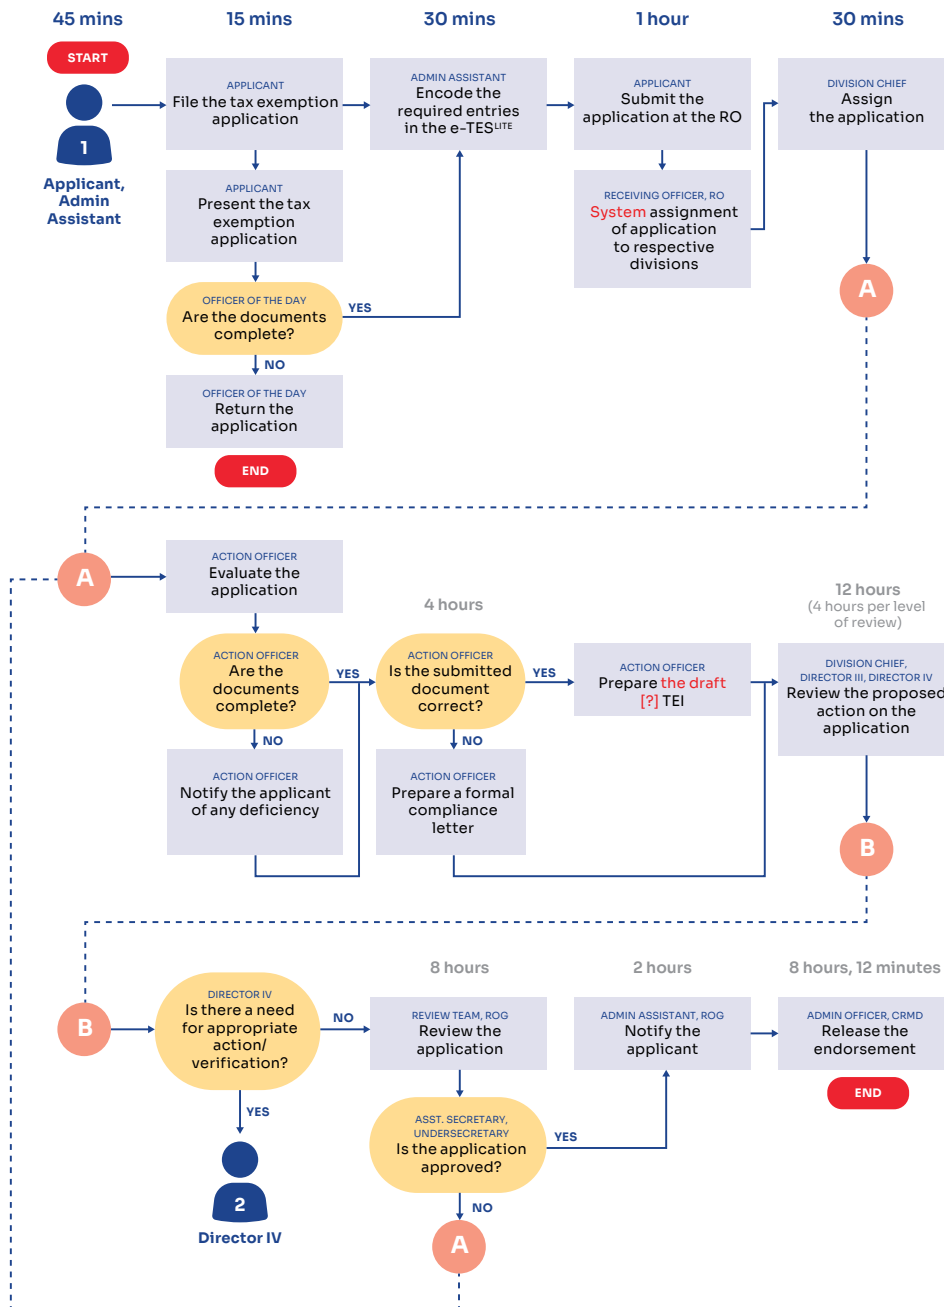 45 mins
15 mins
30 mins
1 hour
30 mins
START
1
Applicant,
Admin
Assistant
APPLICANT
File the tax exemption
application
ADMIN ASSISTANT
Encode the
required entries
in the e-TESLITE
APPLICANT
Submit the
application at the RO
DIVISION CHIEF
Assign
the application
APPLICANT
Present the tax
exemption
application
RECEIVING OFFICER, RO
System assignment
of application
to respective
divisions
A
OFFICER OF THE DAY
Are the documents
complete?
YES
NO
OFFICER OF THE DAY
Return the
application
END
A
ACTION OFFICER
Evaluate the
application
4 hours
12 hours
(4 hours per level
of review)
ACTION OFFICER
Are the
documents
complete?
YES
ACTION OFFICER
Is the submitted
document
correct?
YES
ACTION OFFICER
Prepare the draft
[?] TEI
DIVISION CHIEF,
DIRECTOR III, DIRECTOR IV
Review the proposed
action on the
application
NO
NO
ACTION OFFICER
Notify the applicant
of any deficiency
ACTION OFFICER
Prepare a formal
compliance
letter
B
8 hours
2 hours
8 hours, 12 minutes
B
DIRECTOR IV
Is there a need
for appropriate
action/
verification?
NO
REVIEW TEAM, ROG
Review the
application
ADMIN ASSISTANT, ROG
Notify the
applicant
ADMIN OFFICER, CRMD
Release the
endorsement
END
YES
ASST. SECRETARY,
UNDERSECRETARY
Is the application
approved?
YES
2
Director IV
NO
A